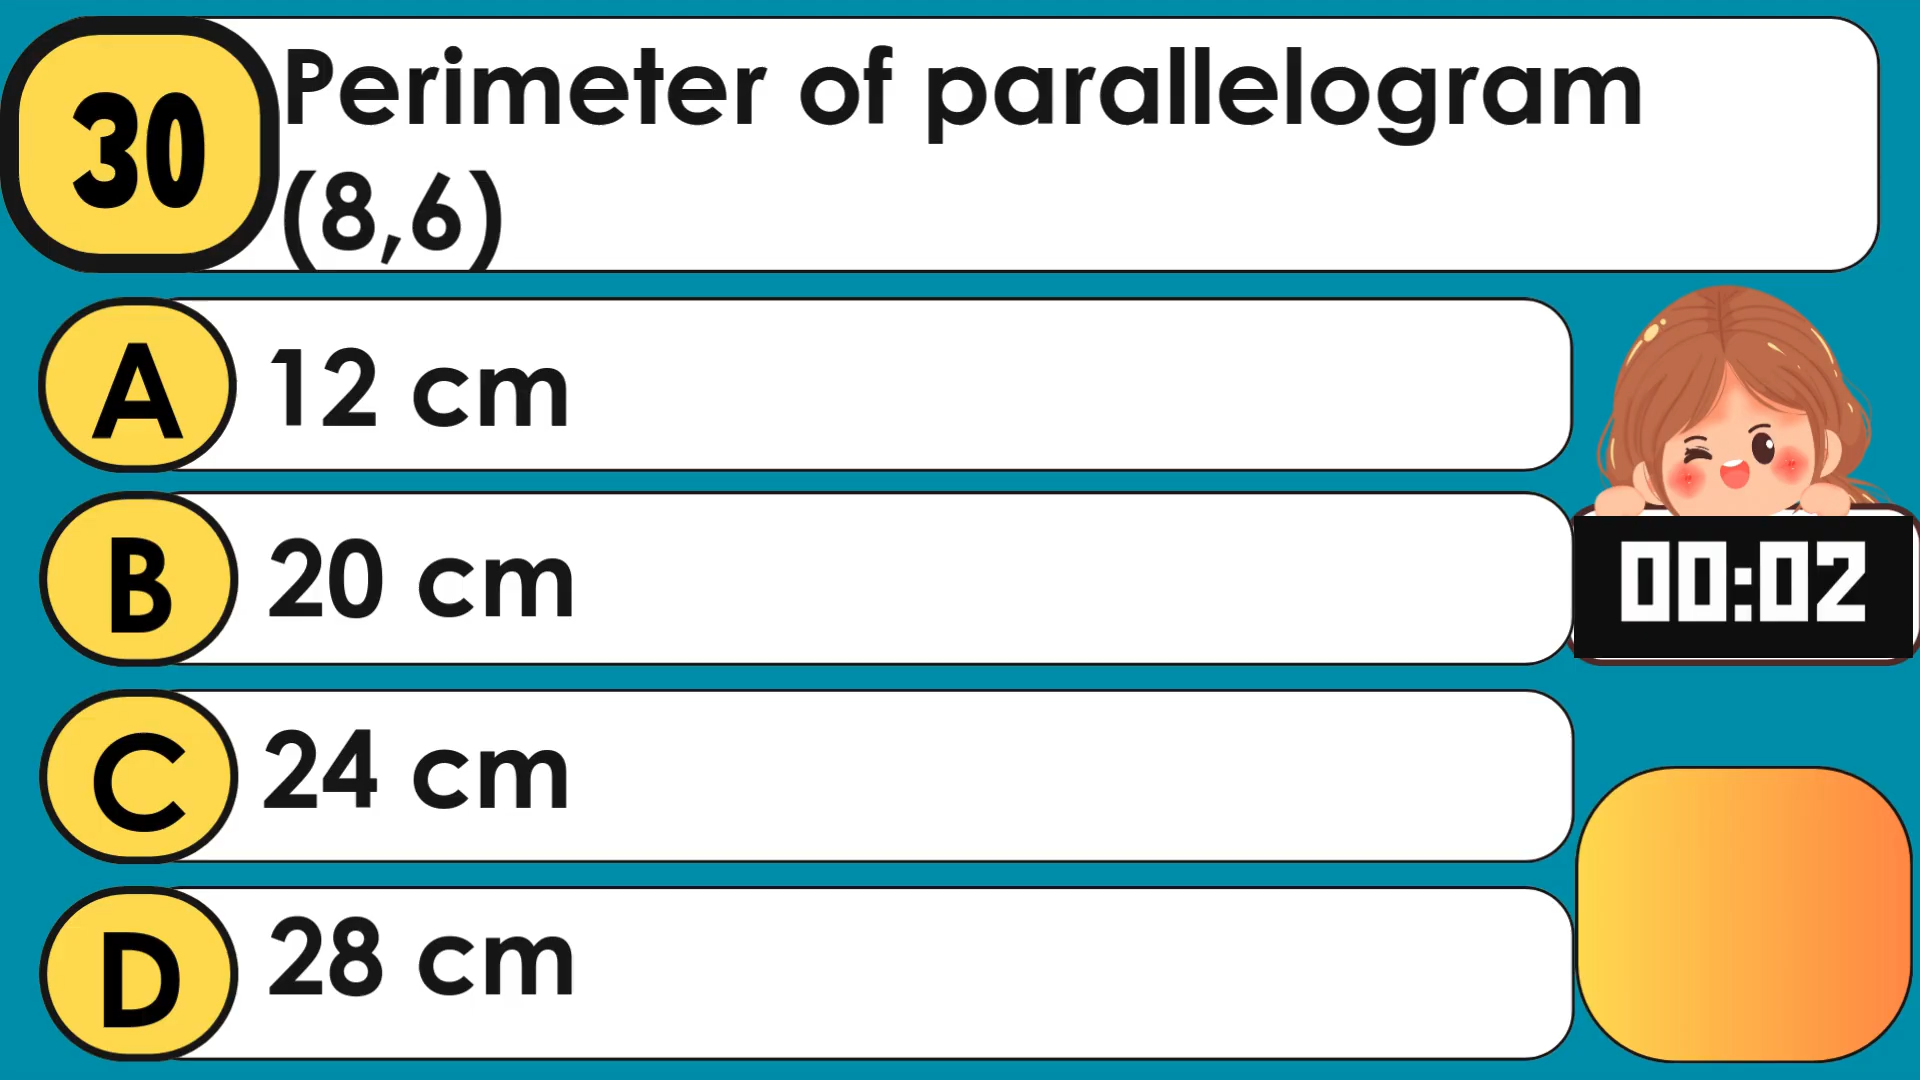 30
Perimeter of parallelogram
(8,6)
A
12 cm
B
20 cm
00:02
C
24 cm
D
28 cm